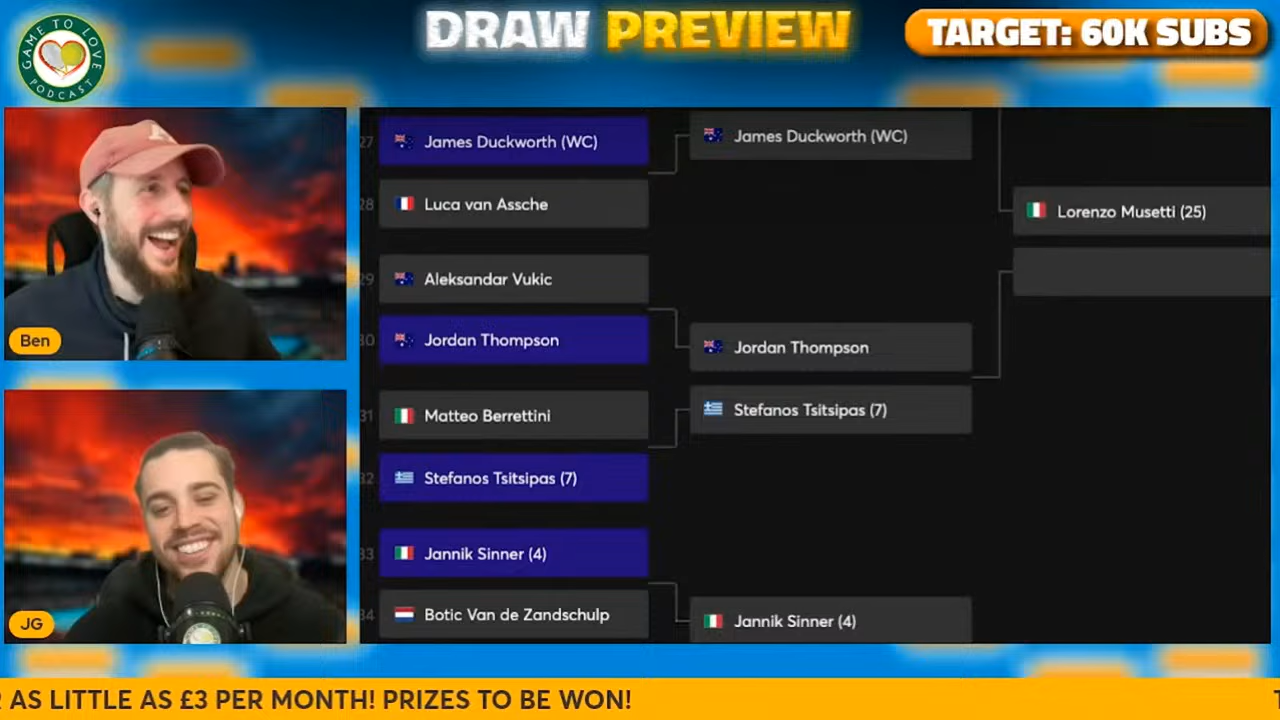 GAME TO LOVE
PODCAST
DRAW PREVIEW
TARGET: 60K SUBS
Ben
JG
27
James Duckworth (WC)
28
Luca van Assche
29
Aleksandar Vukic
30
Jordan Thompson
31
Matteo Berrettini
32
Stefanos Tsitsipas (7)
33
Jannik Sinner (4)
34
Botic Van de Zandschulp
James Duckworth (WC)
Jordan Thompson
Stefanos Tsitsipas (7)
Jannik Sinner (4)
Lorenzo Musetti (25)
AS LITTLE AS £3 PER MONTH! PRIZES TO BE WON!